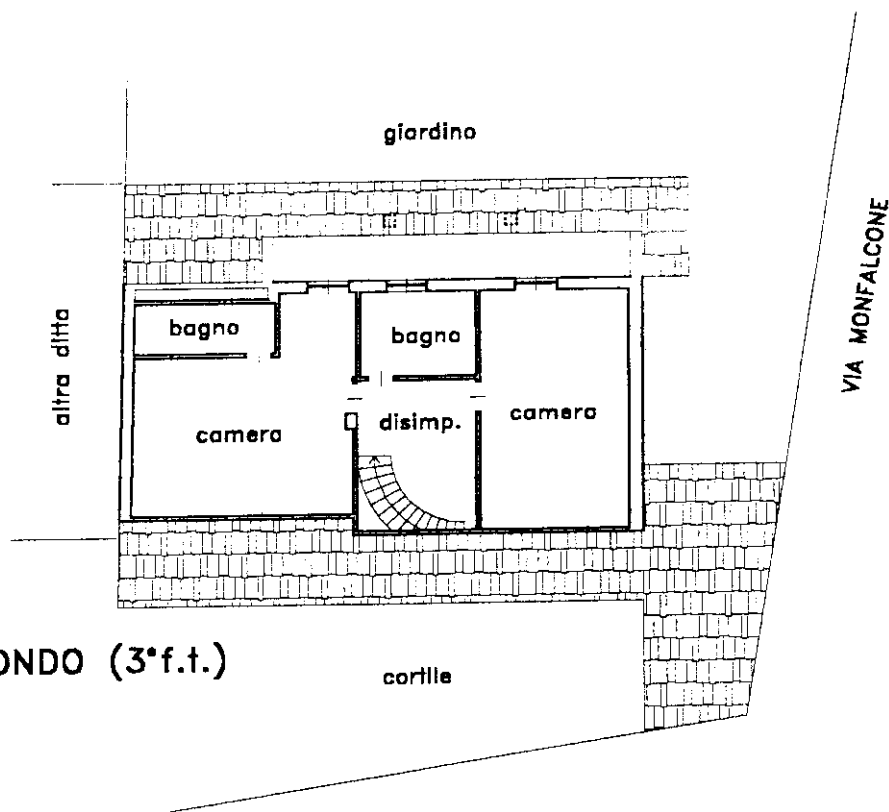 giardino
VIA MONFALCONE
altra ditta
bagno
bagno
camera
disimp.
camera
ONDO (3°f.t.)
cortile